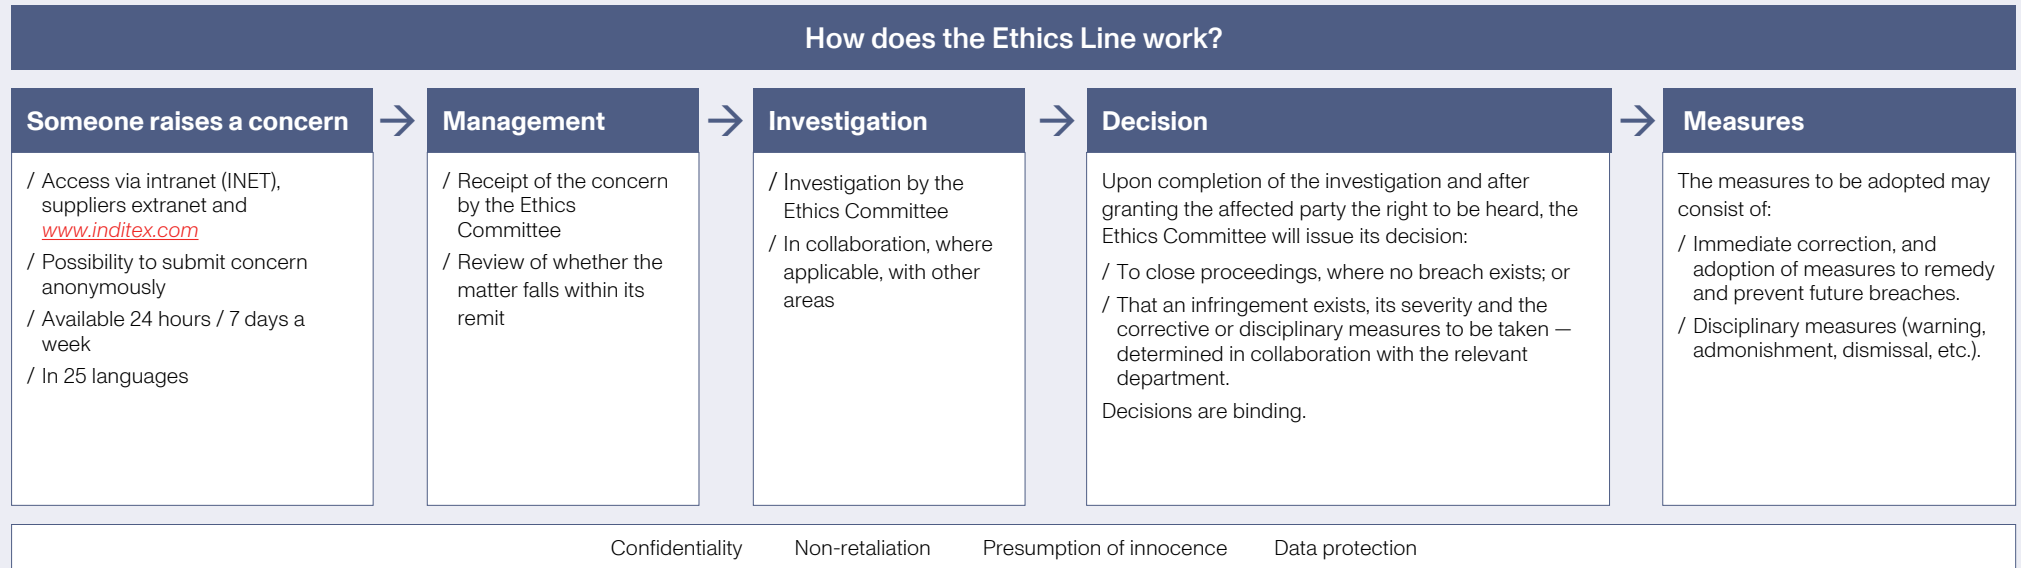 How does the Ethics Line work?
Someone raises a concern
/ Access via intranet (INET),
suppliers extranet and
www.inditex.com
/ Possibility to submit concern
anonymously
/ Available 24 hours / 7 days a
week
/ In 25 languages
Management
/ Receipt of the concern
by the Ethics
Committee
/ Review of whether the
matter falls within its
remit
Investigation
/ Investigation by the
Ethics Committee
/ In collaboration, where
applicable, with other
areas
Decision
Upon completion of the investigation and after
granting the affected party the right to be heard, the
Ethics Committee will issue its decision:
/ To close proceedings, where no breach exists; or
/ That an infringement exists, its severity and the
corrective or disciplinary measures to be taken —
determined in collaboration with the relevant
department.
Decisions are binding.
Measures
The measures to be adopted may
consist of:
/ Immediate correction, and
adoption of measures to remedy
and prevent future breaches.
/ Disciplinary measures (warning,
admonishment, dismissal, etc.).
Confidentiality Non-retaliation Presumption of innocence Data protection